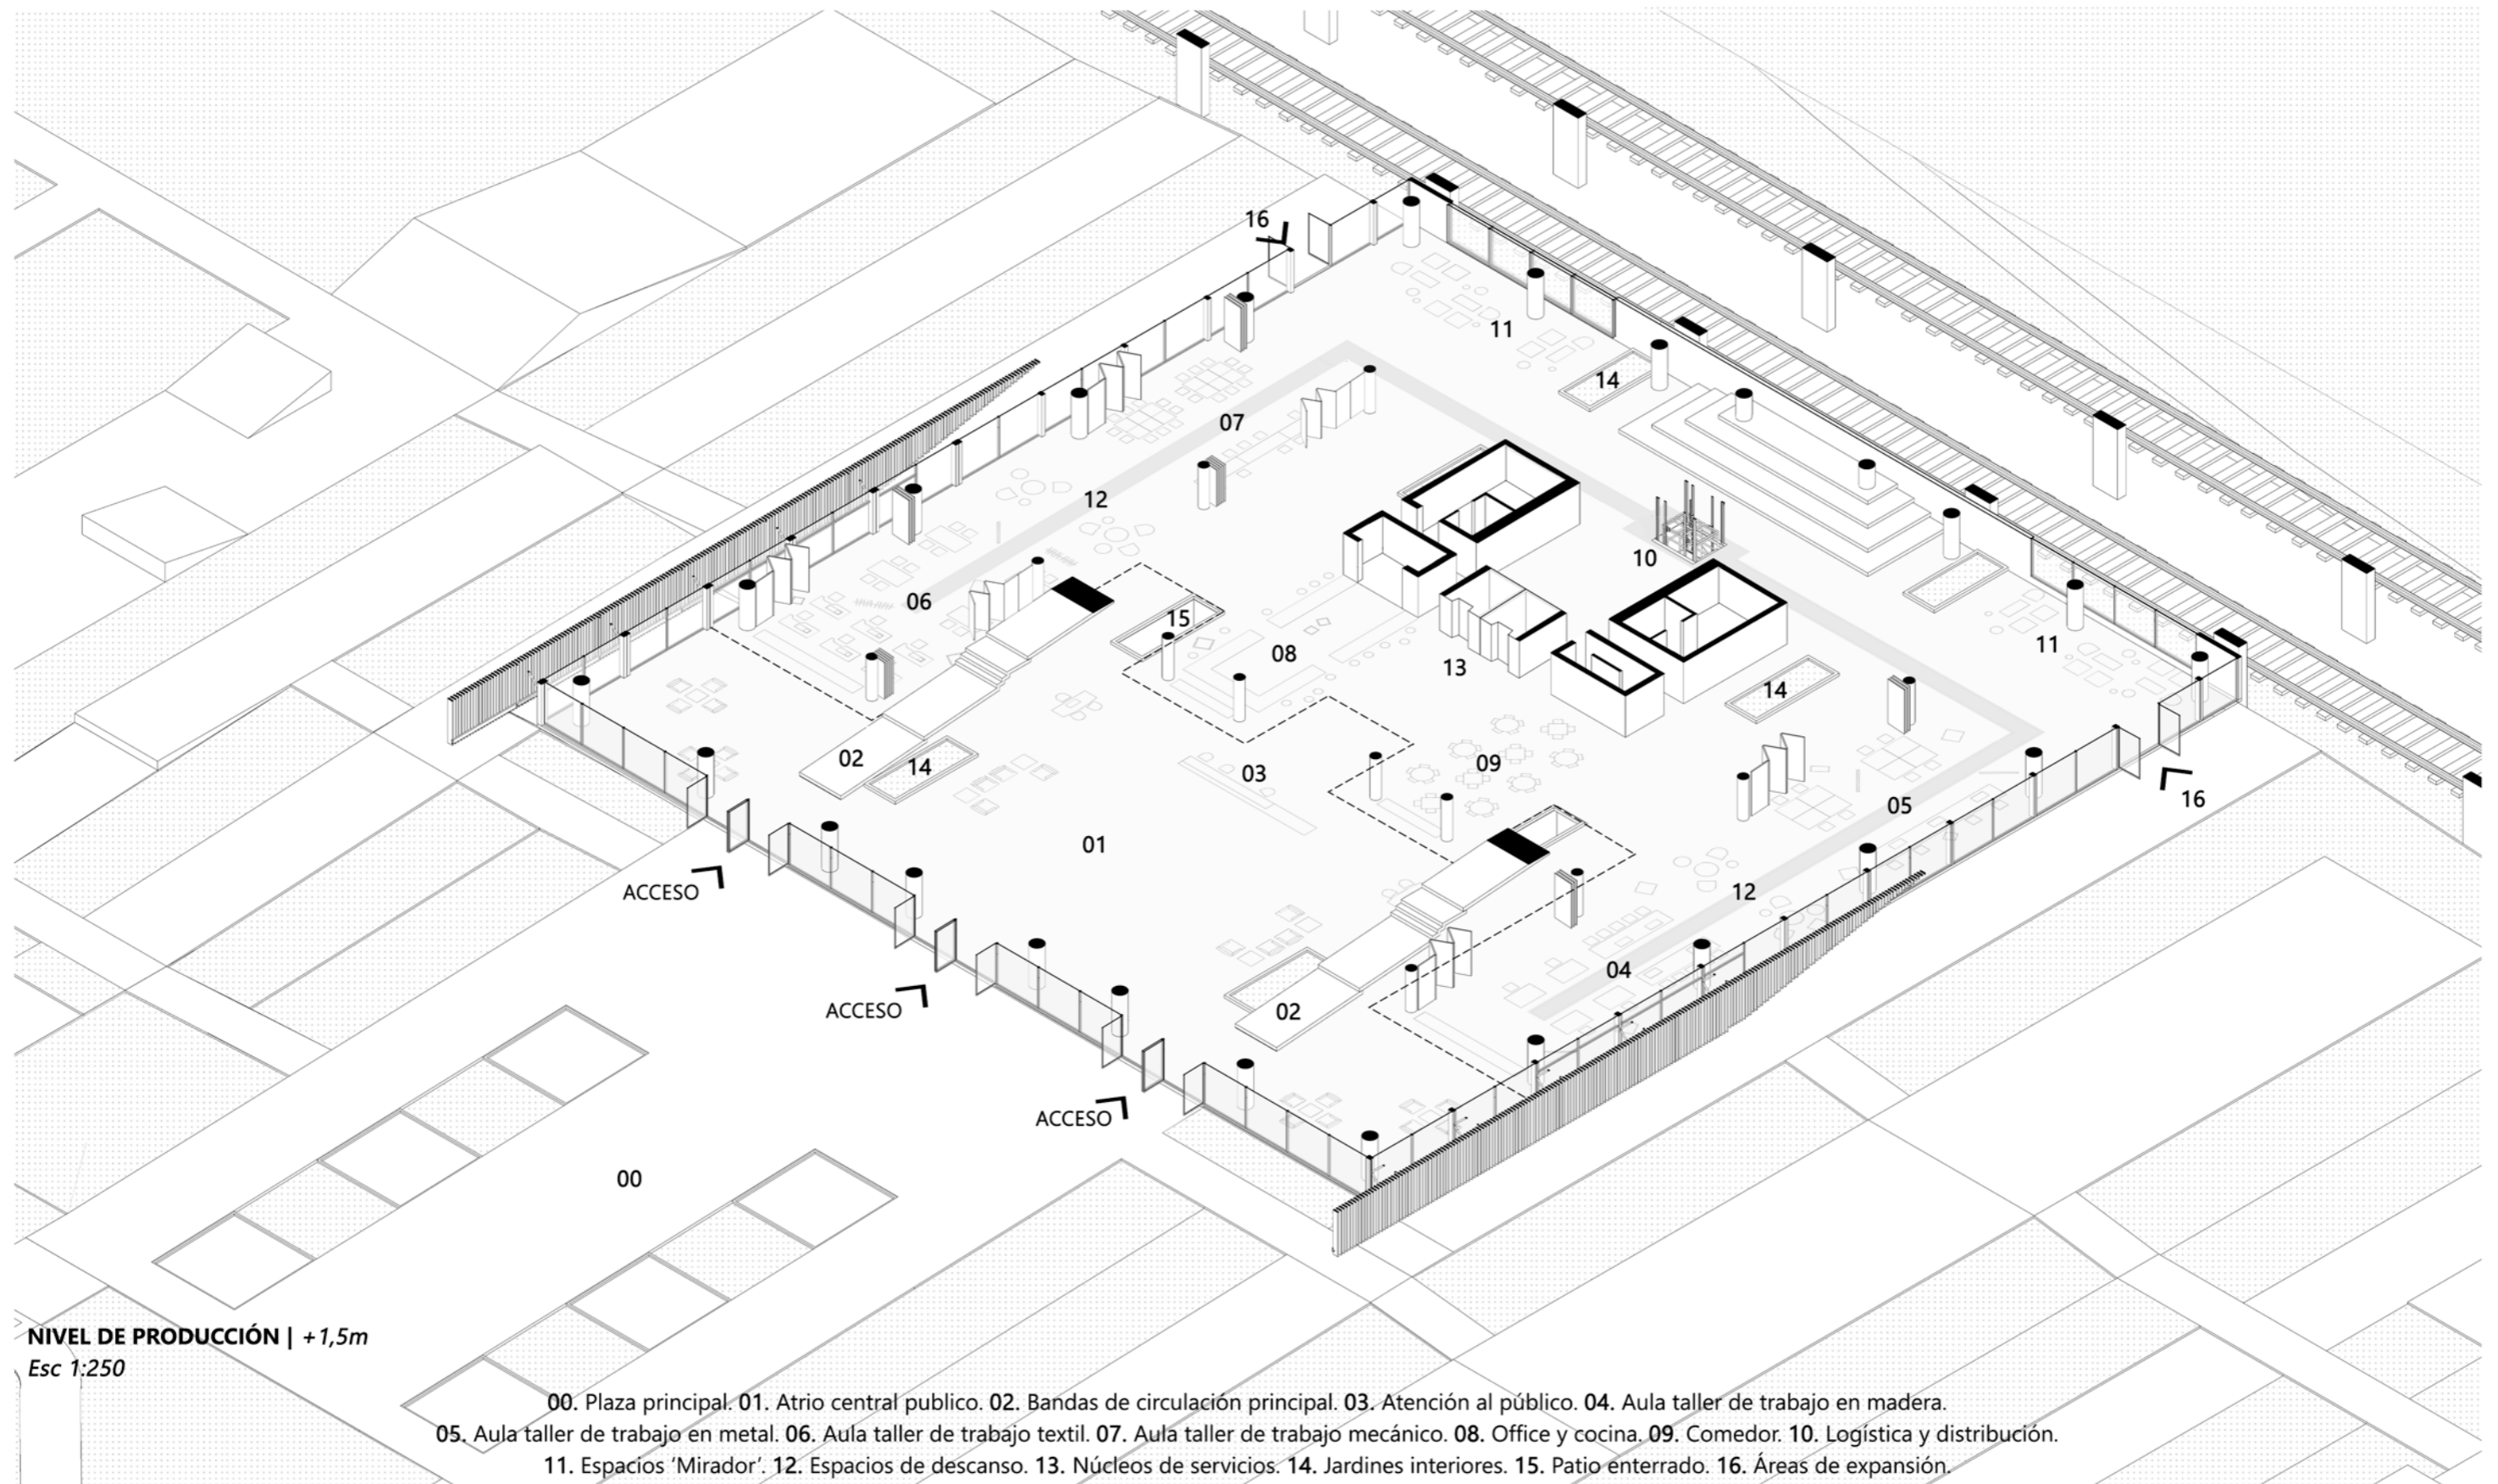 16
11
14
07
12
10
06
15
11
08
13
14
02
14
03
09
16
05
01
ACCESO
12
04
ACCESO
02
ACCESO
00
NIVEL DE PRODUCCIÓN | +1,5m
Esc 1:250
00. Plaza principal. 01. Atrio central publico. 02. Bandas de circulación principal. 03. Atención al público. 04. Aula taller de trabajo en madera.
05. Aula taller de trabajo en metal. 06. Aula taller de trabajo textil. 07. Aula taller de trabajo mecánico. 08. Office y cocina. 09. Comedor. 10. Logística y distribución.
11. Espacios ‘Mirador’. 12. Espacios de descanso. 13. Núcleos de servicios. 14. Jardines interiores. 15. Patio enterrado. 16. Áreas de expansión.